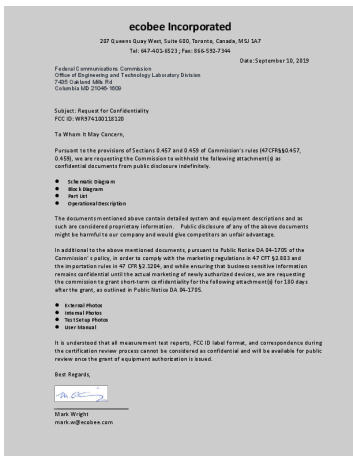 ecobee Incorporated
207 Queens Quay West, Suite 600, Toronto, Canada, M5J 1A7
Tel: 647-401-6523 ; Fax: 866-592-7344
Date: September 10, 2019
Federal Communications Commission
Office of Engineering and Technology Laboratory Division
7435 Oakland Mills Rd
Columbia MD 21046-1609
Subject: Request for Confidentiality
FCC ID: WR974100118120
To Whom It May Concern,
Pursuant to the provisions of Sections 0.457 and 0.459 of Commission's rules (47CFR§§0.457,
0.459), we are requesting the Commission to withhold the following attachment(s) as
confidential documents from public disclosure indefinitely.
● Schematic Diagram
● Block Diagram
● Part List
● Operational Description
The documents mentioned above contain detailed system and equipment descriptions and as
such are considered proprietary information. Public disclosure of any of the above documents
might be harmful to our company and would give competitors an unfair advantage.
In additional to the above mentioned documents, pursuant to Public Notice DA 04-1705 of the
Commission's policy, in order to comply with the marketing regulations in 47 CFT §2.803 and
the importation rules in 47 CFR §2.1204, and while ensuring that business sensitive information
remains confidential until the actual marketing of newly authorized devices, we are requesting
the commission to grant short-term confidentiality for the following attachment(s) for 180 days
after the grant, as outlined in Public Notice DA 04-1705.
● External Photos
● Internal Photos
● Test Setup Photos
● User Manual
It is understood that all measurement test reports, FCC ID label format, and correspondence during
the certification review process cannot be considered as confidential and will be available for public
review once the grant of equipment authorization is issued.
Best Regards,
Mark Wright
mark.w@ecobee.com